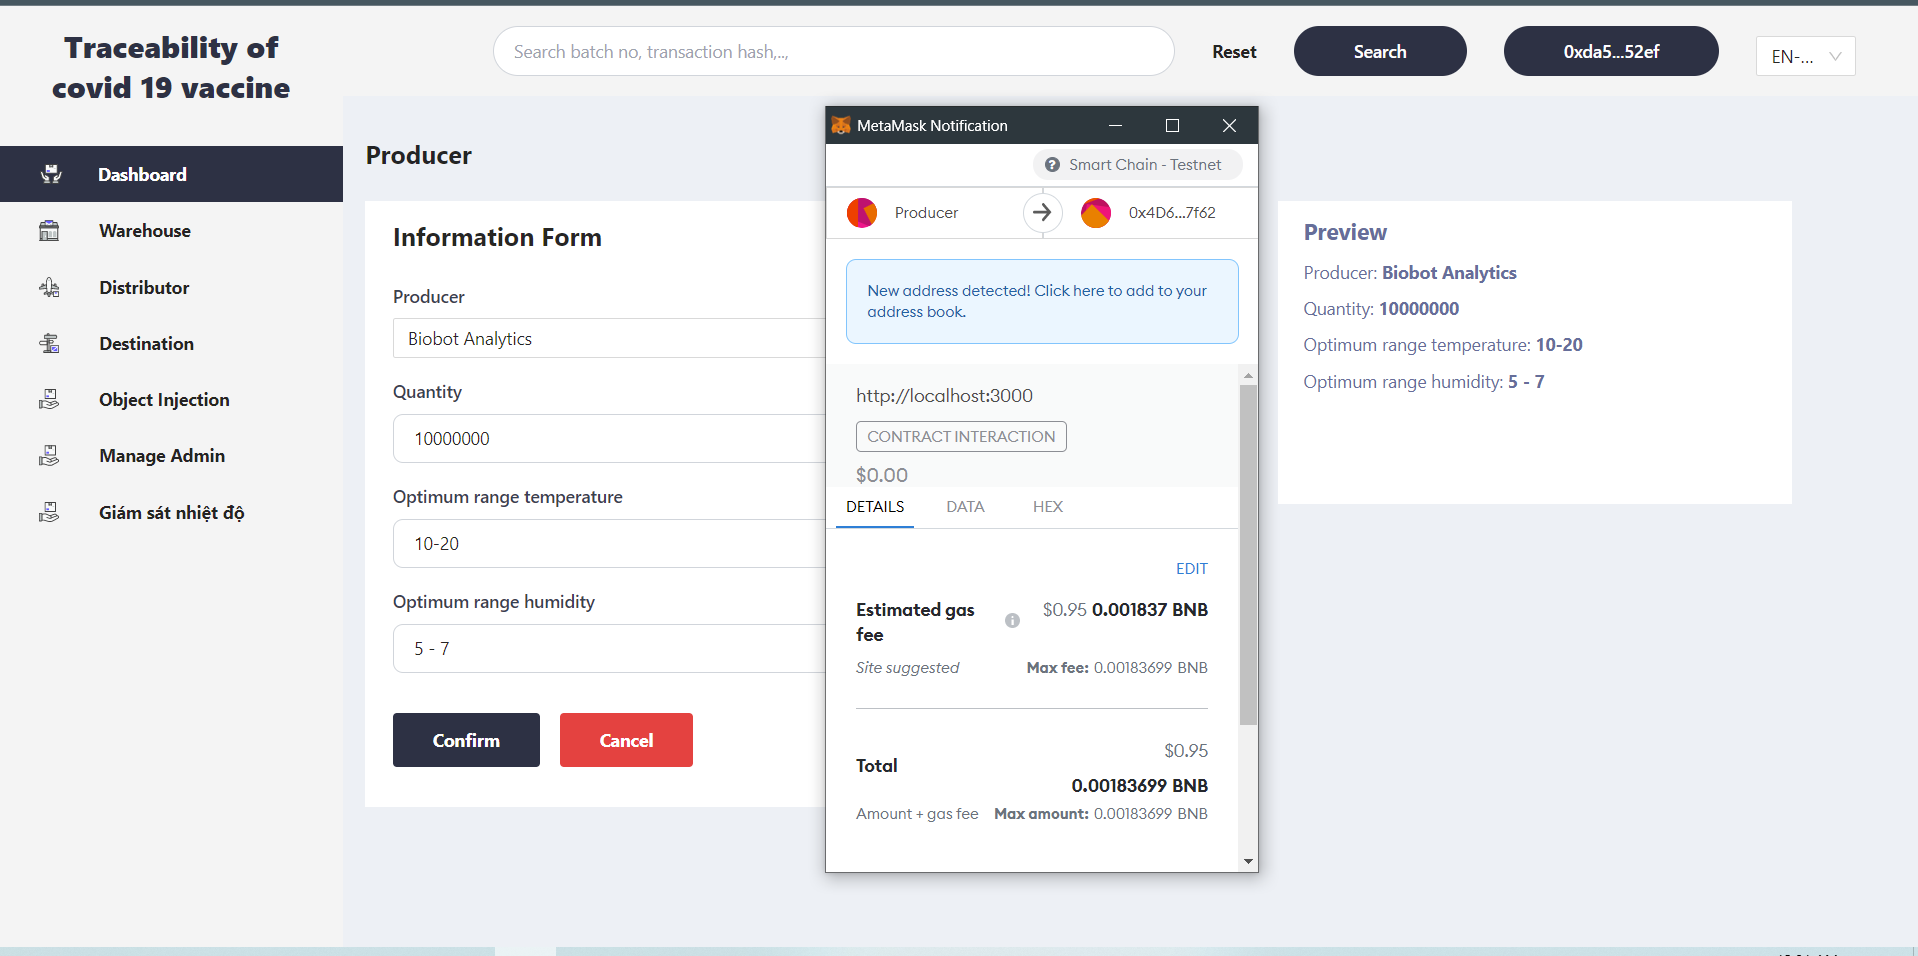 Traceability of
covid 19 vaccine
Search batch no, transaction hash,..,
Reset
Search
0xda5...52ef
EN-...
Dashboard
Warehouse
Distributor
Destination
Object Injection
Manage Admin
Giám sát nhiệt độ
Producer
Information Form
Producer
Biobot Analytics
Quantity
10000000
Optimum range temperature
10-20
Optimum range humidity
5 - 7
Confirm
Cancel
MetaMask Notification
Smart Chain - Testnet
Producer
0x4D6...7f62
New address detected! Click here to add to your
address book.
http://localhost:3000
CONTRACT INTERACTION
$0.00
DETAILS
DATA
HEX
EDIT
Estimated gas
fee
$0.95 0.001837 BNB
Site suggested
Max fee: 0.00183699 BNB
$0.95
Total
0.00183699 BNB
Amount + gas fee
Max amount: 0.00183699 BNB
Preview
Producer: Biobot Analytics
Quantity: 10000000
Optimum range temperature: 10-20
Optimum range humidity: 5 - 7